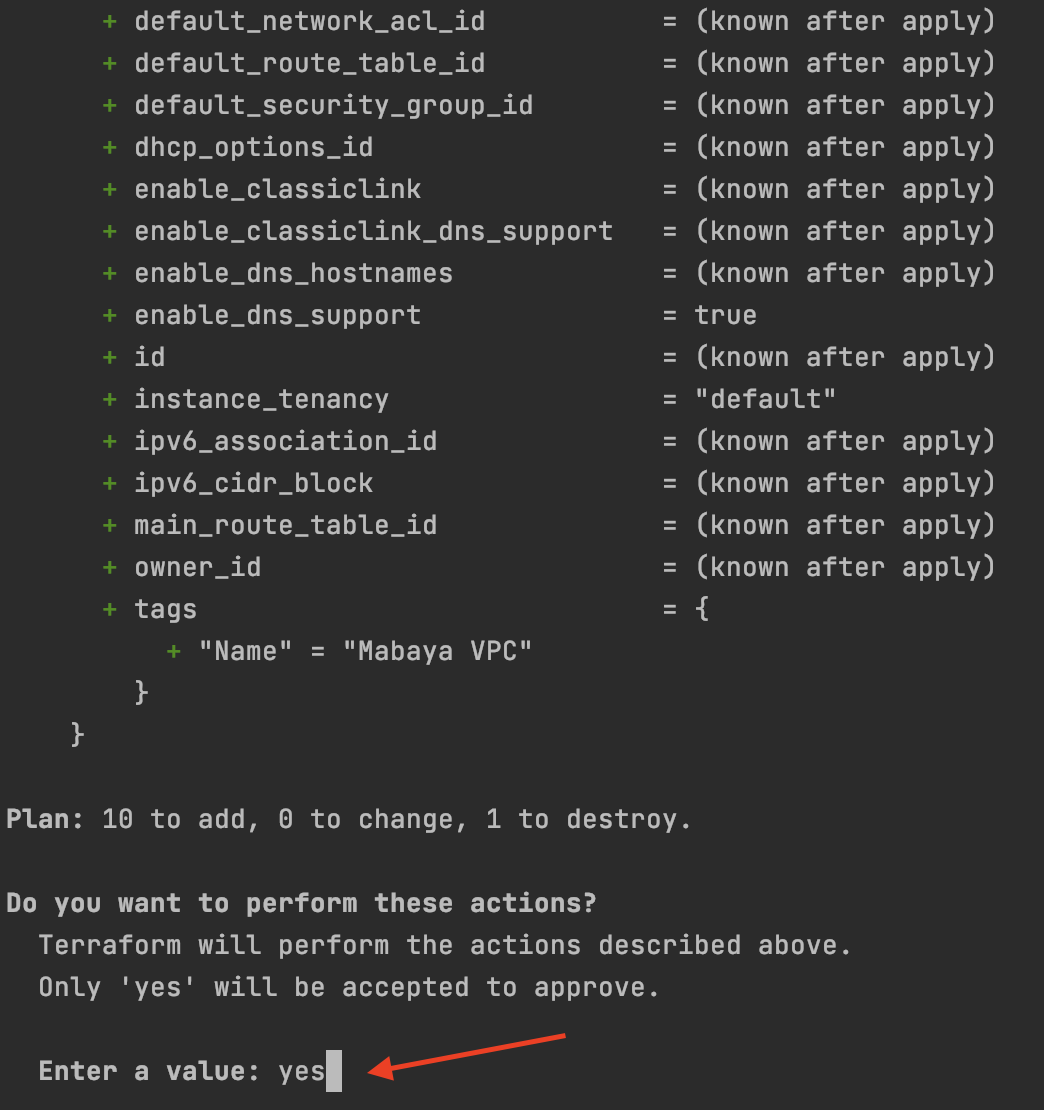 + default_network_acl_id = (known after apply)
+ default_route_table_id = (known after apply)
+ default_security_group_id = (known after apply)
+ dhcp_options_id = (known after apply)
+ enable_classiclink = (known after apply)
+ enable_classiclink_dns_support = (known after apply)
+ enable_dns_hostnames = (known after apply)
+ enable_dns_support = true
+ id = (known after apply)
+ instance_tenancy = "default"
+ ipv6_association_id = (known after apply)
+ ipv6_cidr_block = (known after apply)
+ main_route_table_id = (known after apply)
+ owner_id = (known after apply)
+ tags = {
+ "Name" = "Mabaya VPC"
}
}
Plan: 10 to add, 0 to change, 1 to destroy.
Do you want to perform these actions?
Terraform will perform the actions described above.
Only 'yes' will be accepted to approve.
Enter a value: yes